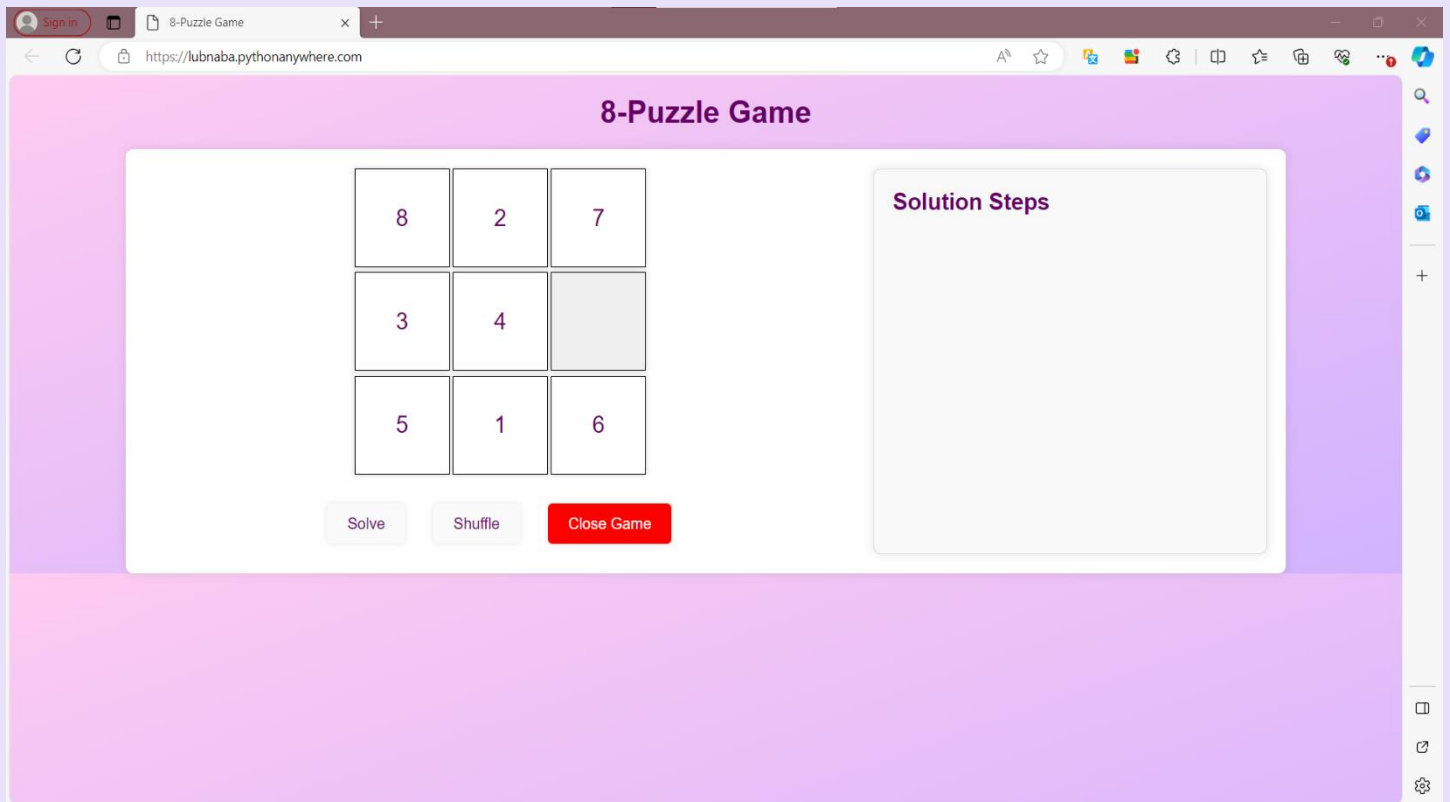 Sign in
8-Puzzle Game
https://lubnaba.pythonanywhere.com
8-Puzzle Game
8 2 7
3 4
5 1 6
Solve Shuffle Close Game
Solution Steps